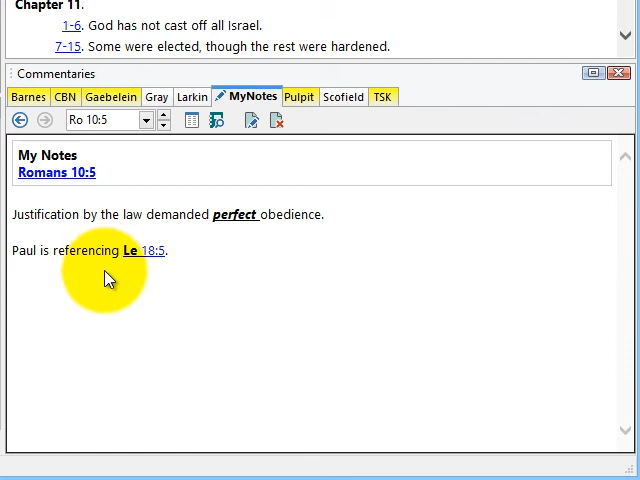 Chapter 11.
1-6. God has not cast off all Israel.
7-15. Some were elected, though the rest were hardened.
Commentaries
Barnes CBN Gaebelein Gray Larkin MyNotes Pulpit Scofield TSK
Ro 10:5
My Notes
Romans 10:5
Justification by the law demanded perfect obedience.
Paul is referencing Le 18:5.